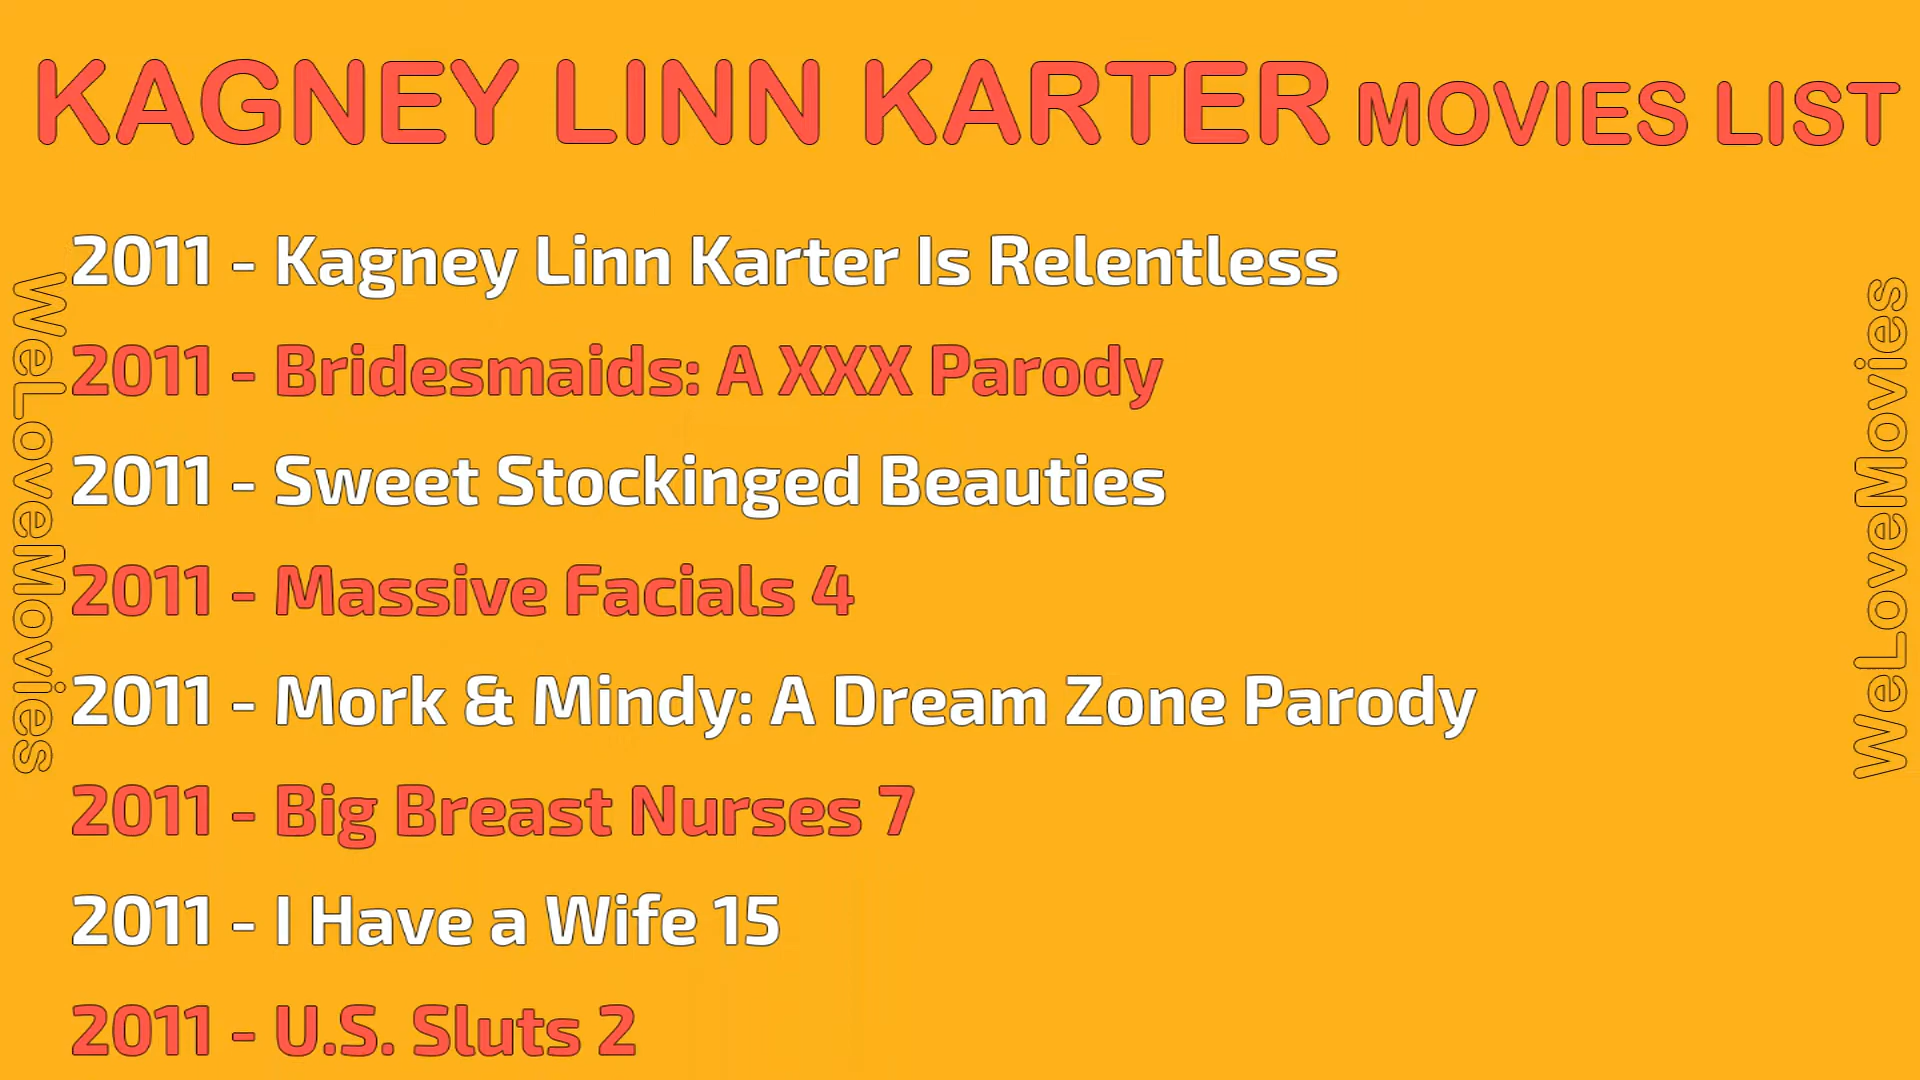 KAGNEY LINN KARTER MOVIES LIST
2011 - Kagney Linn Karter Is Relentless
2011 - Bridesmaids: A XXX Parody
2011 - Sweet Stockinged Beauties
2011 - Massive Facials 4
2011 - Mork & Mindy: A Dream Zone Parody
2011 - Big Breast Nurses 7
2011 - I Have a Wife 15
2011 - U.S. Sluts 2
WeLoveMovies
WeLoveMovies